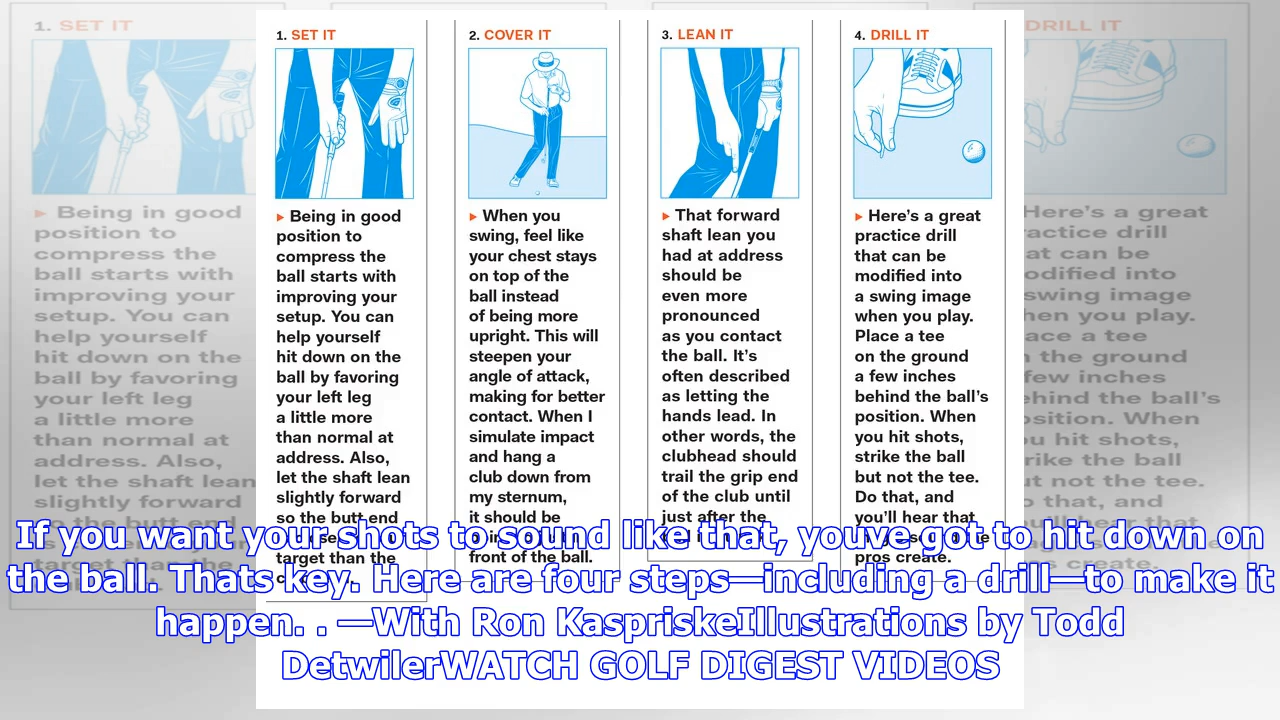 1. SET IT
Being in good
position to
compress the
ball starts with
improving your
setup. You can
help yourself
hit down on the
ball by favoring
your left leg
a little more
than normal at
address. Also,
let the shaft lean
slightly forward
so the butt end
target than the
2. COVER IT
When you
swing, feel like
your chest stays
on top of the
ball instead
of being more
upright. This will
steepen your
angle of attack,
making for better
contact. When I
simulate impact
and hang a
club down from
my sternum,
it should be
front of the ball.
3. LEAN IT
That forward
shaft lean you
had at address
should be
even more
pronounced
as you contact
the ball. It's
often described
as letting the
hands lead. In
other words, the
clubhead should
trail the grip end
of the club until
just after the
4. DRILL IT
Here's a great
practice drill
that can be
modified into
a swing image
when you play.
Place a tee
on the ground
a few inches
behind the ball's
position. When
you hit shots,
strike the ball
but not the tee.
Do that, and
you'll hear that
pros create.
If you want your shots to sound like that, youve got to hit down on
the ball. Thats key. Here are four steps—including a drill—to make it
happen. . —With Ron KaspriskeIllustrations by Todd
DetwilerWATCH GOLF DIGEST VIDEOS